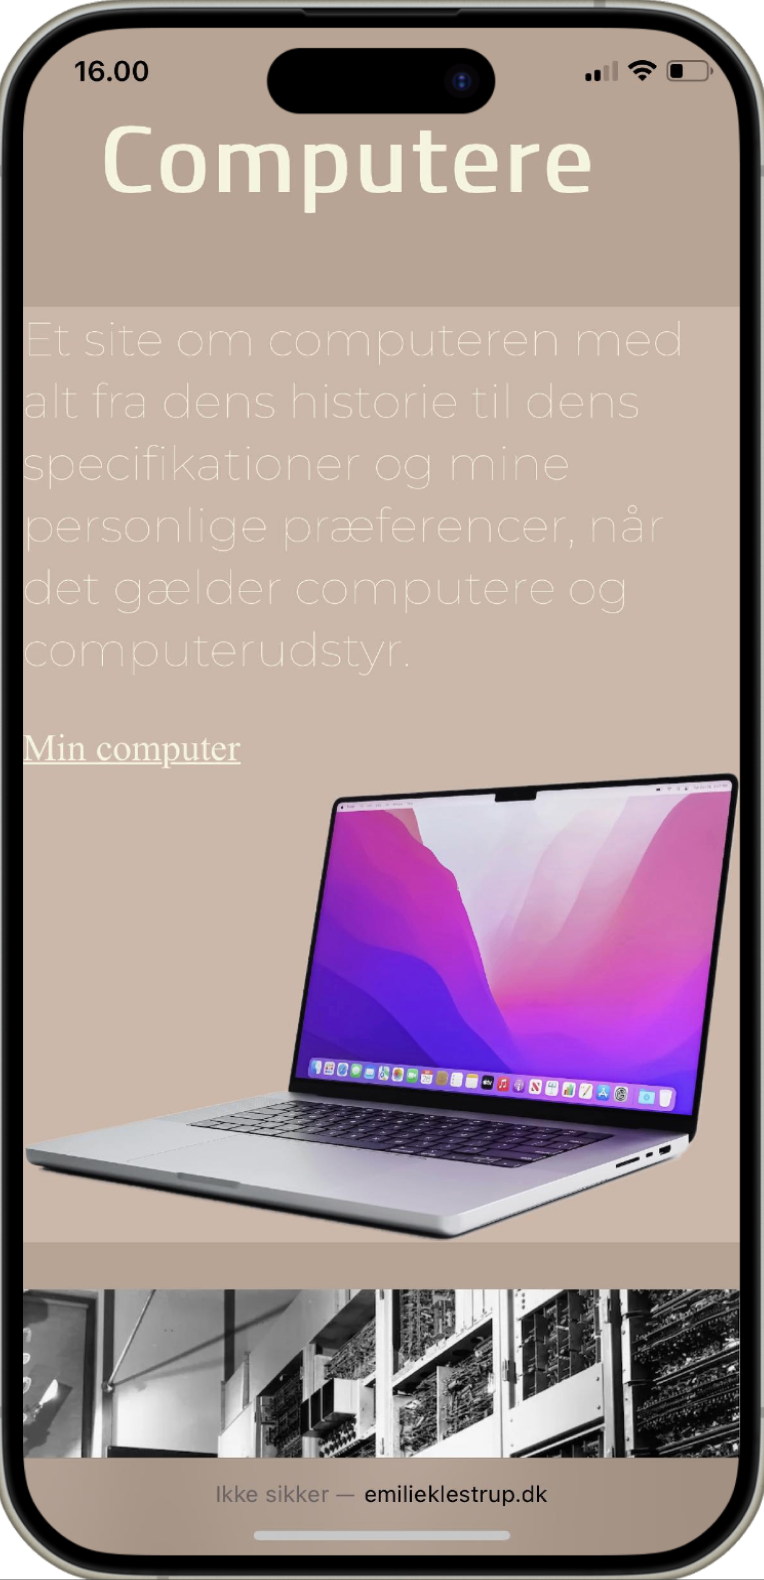 16.00
Computere
Et site om computeren med
alt fra dens historie til dens
specifikationer og mine
personlige præferencer, når
det gælder computere og
computerudstyr.
Min computer
Ikke sikker — emilieklestrup.dk